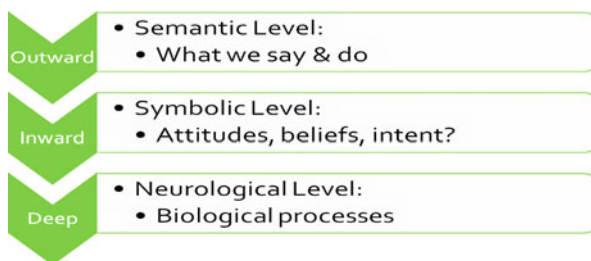 Outward
• Semantic Level:
• What we say & do
Inward
• Symbolic Level:
• Attitudes, beliefs, intent?
Deep
• Neurological Level:
• Biological processes